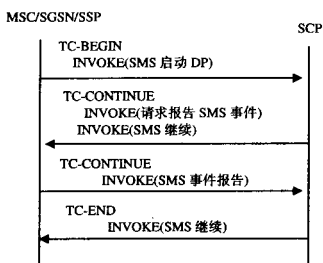 MSC/SGSN/SSP
SCP
TC-BEGIN
INVOKE(SMS 启动 DP)
TC-CONTINUE
INVOKE(请求报告 SMS 事件)
INVOKE(SMS 继续)
TC-CONTINUE
INVOKE(SMS 事件报告)
TC-END
INVOKE(SMS 继续)